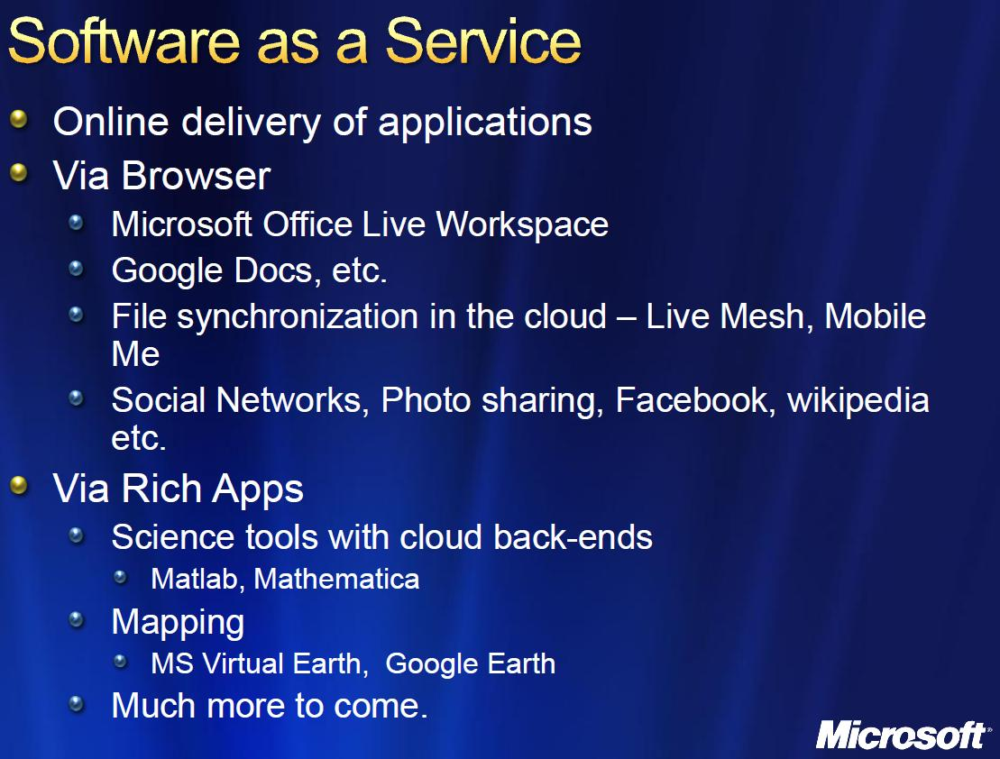 Software as a Service
Online delivery of applications
Via Browser
Microsoft Office Live Workspace
Google Docs, etc.
File synchronization in the cloud – Live Mesh, Mobile
Me
Social Networks, Photo sharing, Facebook, wikipedia
etc.
Via Rich Apps
Science tools with cloud back-ends
Matlab, Mathematica
Mapping
MS Virtual Earth,  Google Earth
Much more to come.
Microsoft®